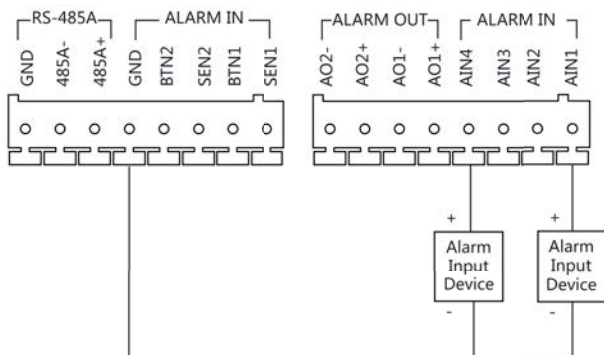 RS-485A ALARM IN ALARM OUT ALARM IN
GND 485A- 485A+ GND BTN2 SEN2 BTN1 SEN1 AO2- AO2+ AO1- AO1+ AIN4 AIN3 AIN2 AIN1
+ +
Alarm Alarm
Input Input
Device Device
- -